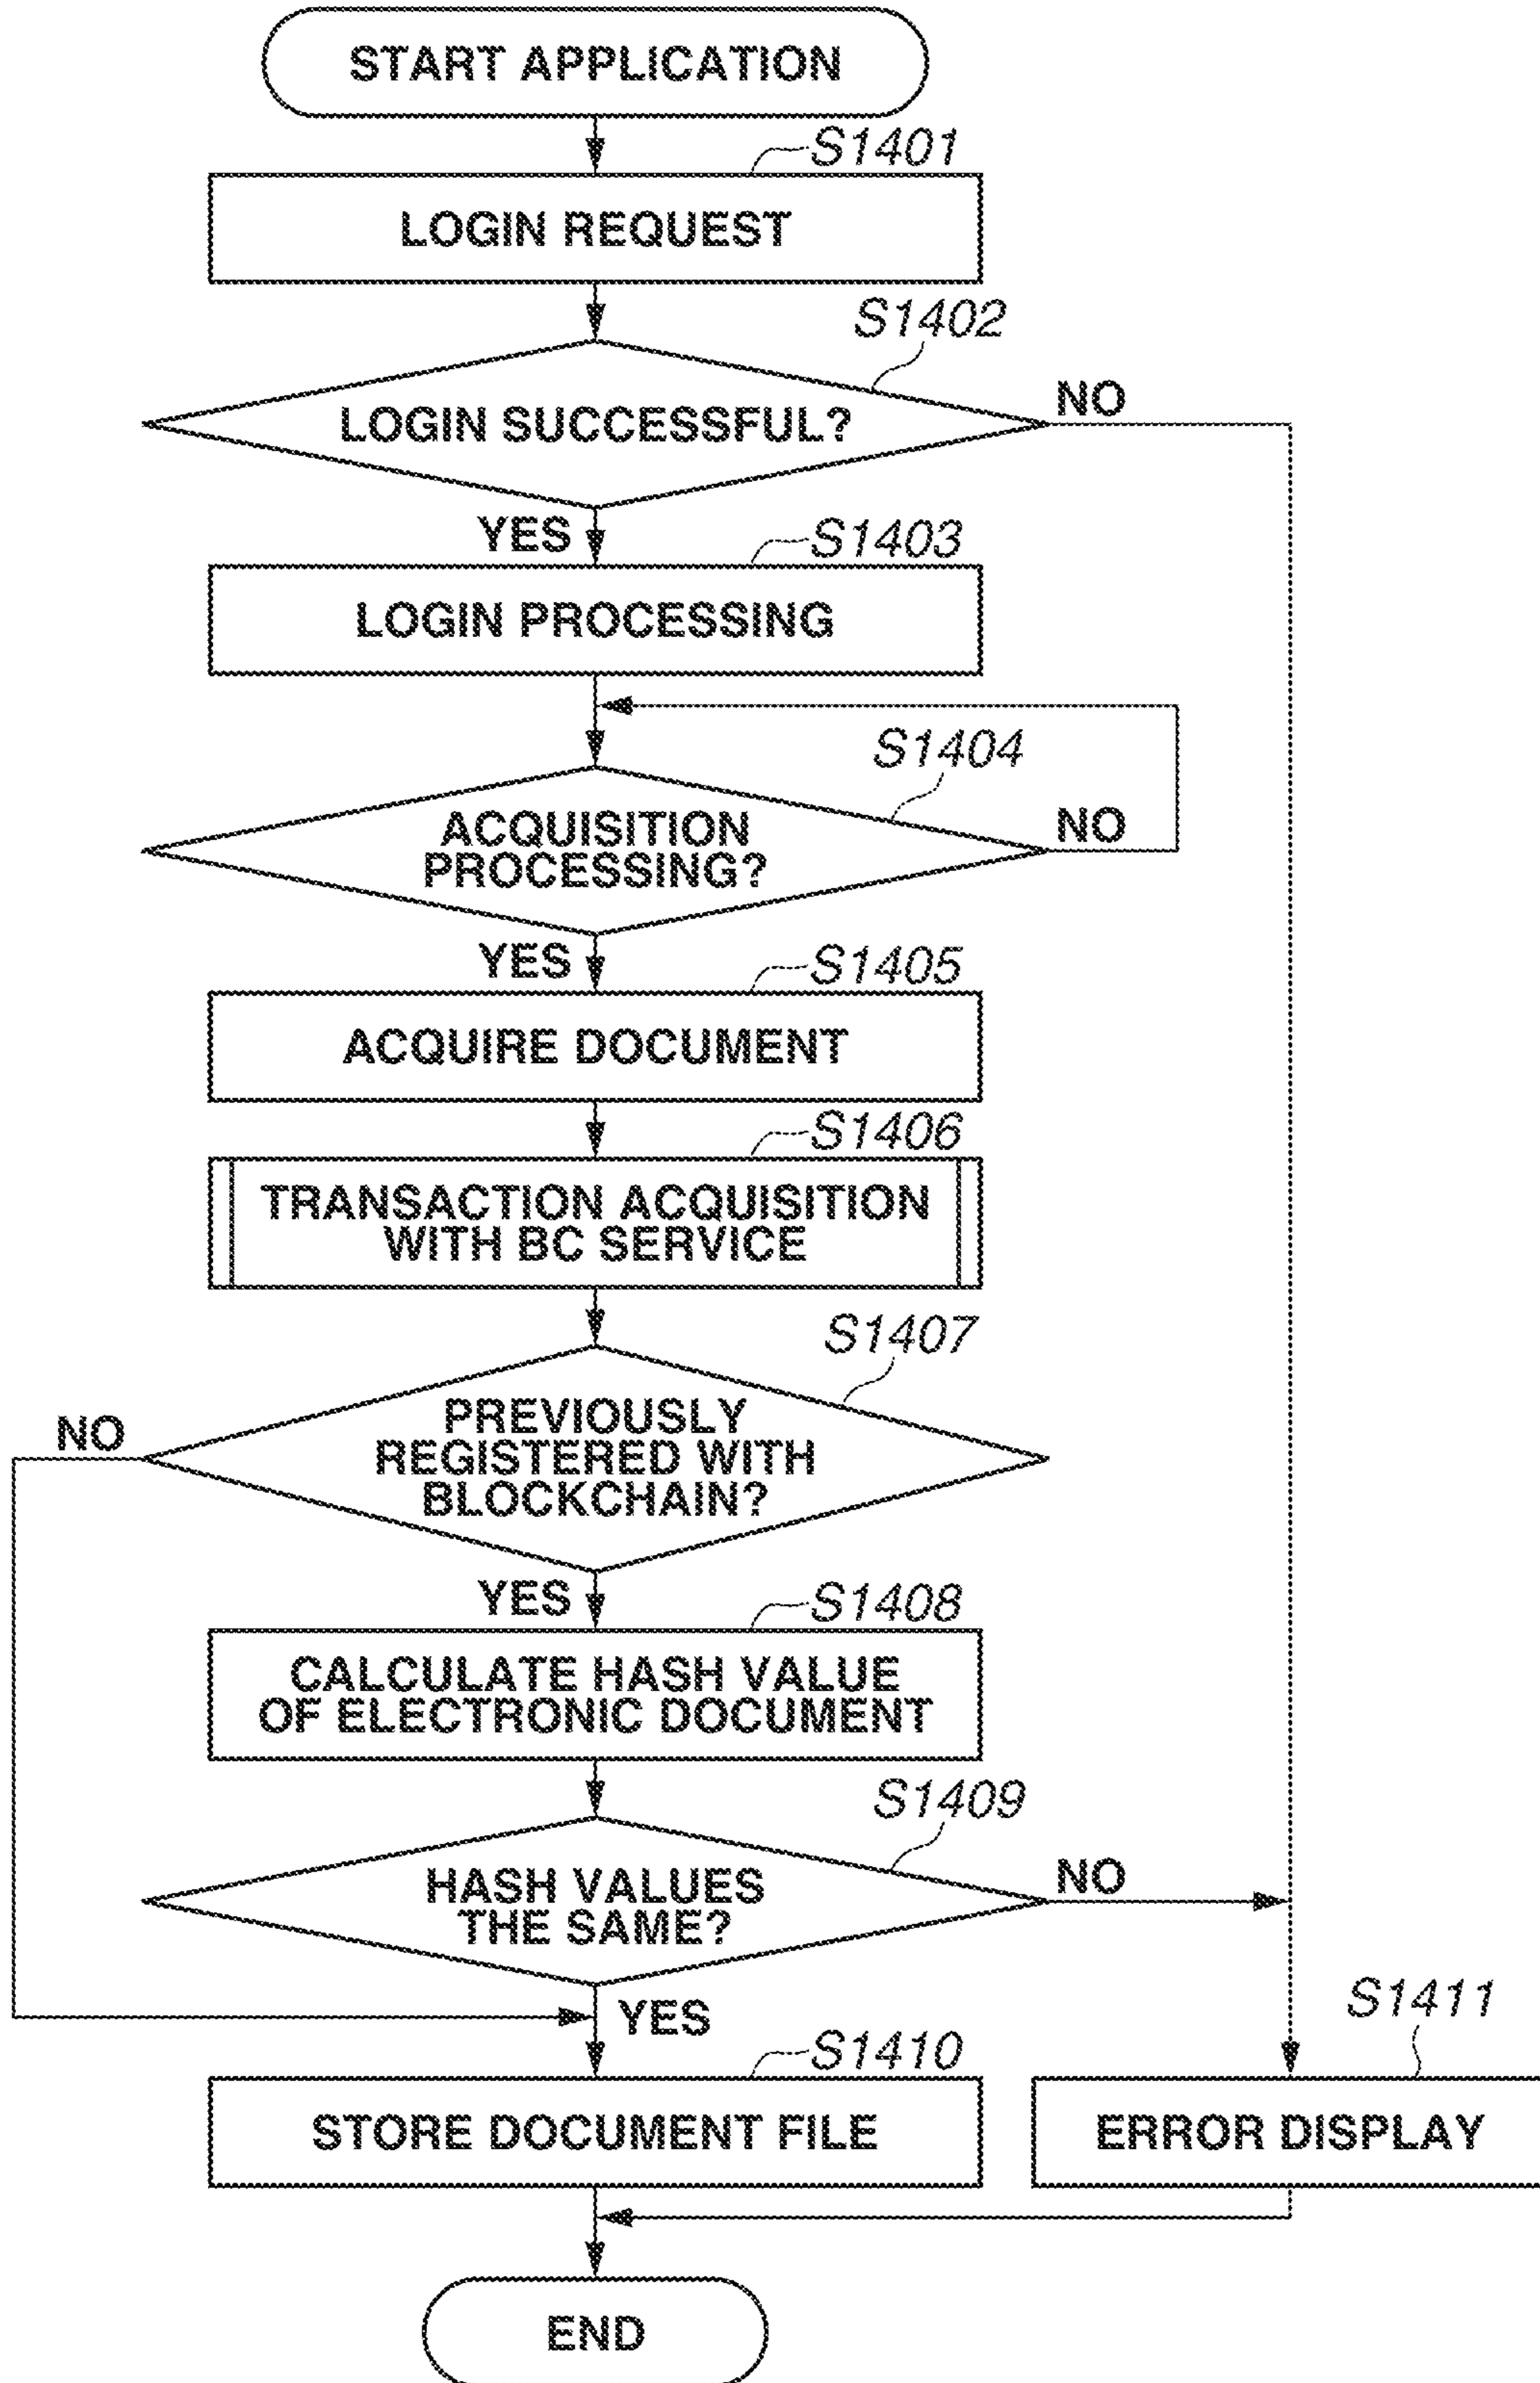 START APPLICATION
S1401
LOGIN REQUEST
S1402
LOGIN SUCCESSFUL?
NO
YES
S1403
LOGIN PROCESSING
S1404
ACQUISITION
PROCESSING?
NO
YES
S1405
ACQUIRE DOCUMENT
S1406
TRANSACTION ACQUISITION
WITH BC SERVICE
S1407
NO
PREVIOUSLY
REGISTERED WITH
BLOCKCHAIN?
YES
S1408
CALCULATE HASH VALUE
OF ELECTRONIC DOCUMENT
S1409
HASH VALUES
THE SAME?
NO
YES
S1410
STORE DOCUMENT FILE
S1411
ERROR DISPLAY
END